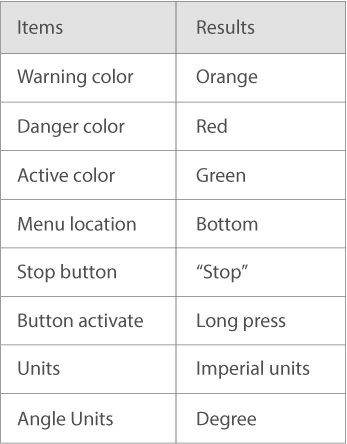 Items Results
Warning color Orange
Danger color Red
Active color Green
Menu location Bottom
Stop button “Stop”
Button activate Long press
Units Imperial units
Angle Units Degree